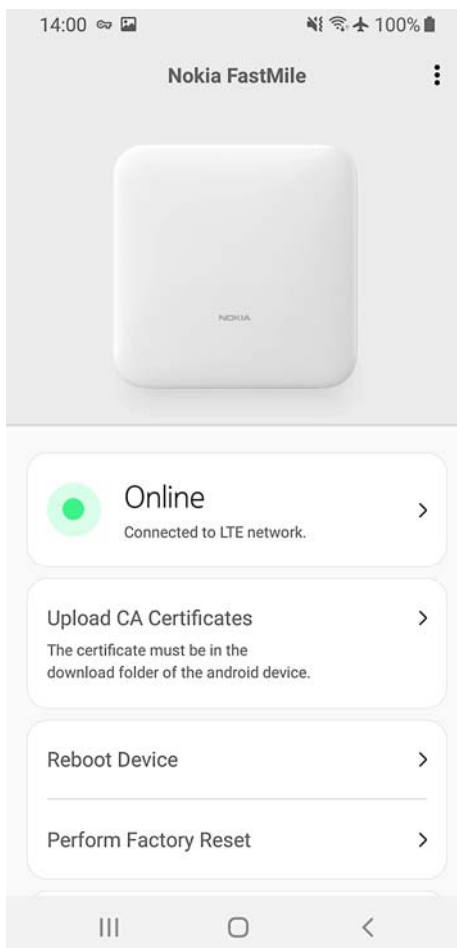 14:00
100%
Nokia FastMile
NOKIA
Online
Connected to LTE network.
Upload CA Certificates
The certificate must be in the
download folder of the android device.
Reboot Device
Perform Factory Reset